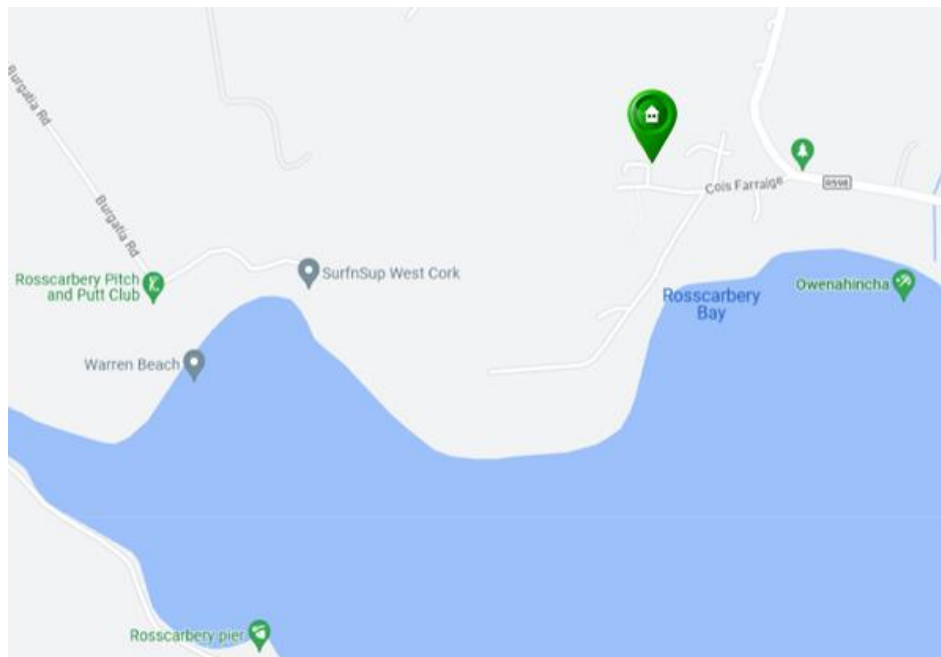 Burgatia Rd
Burgatia Rd
Cois Farraige
R598
Rosscarbery Pitch
and Putt Club
SurfnSup West Cork
Rosscarbery
Bay
Owenahincha
Warren Beach
Rosscarbery pier